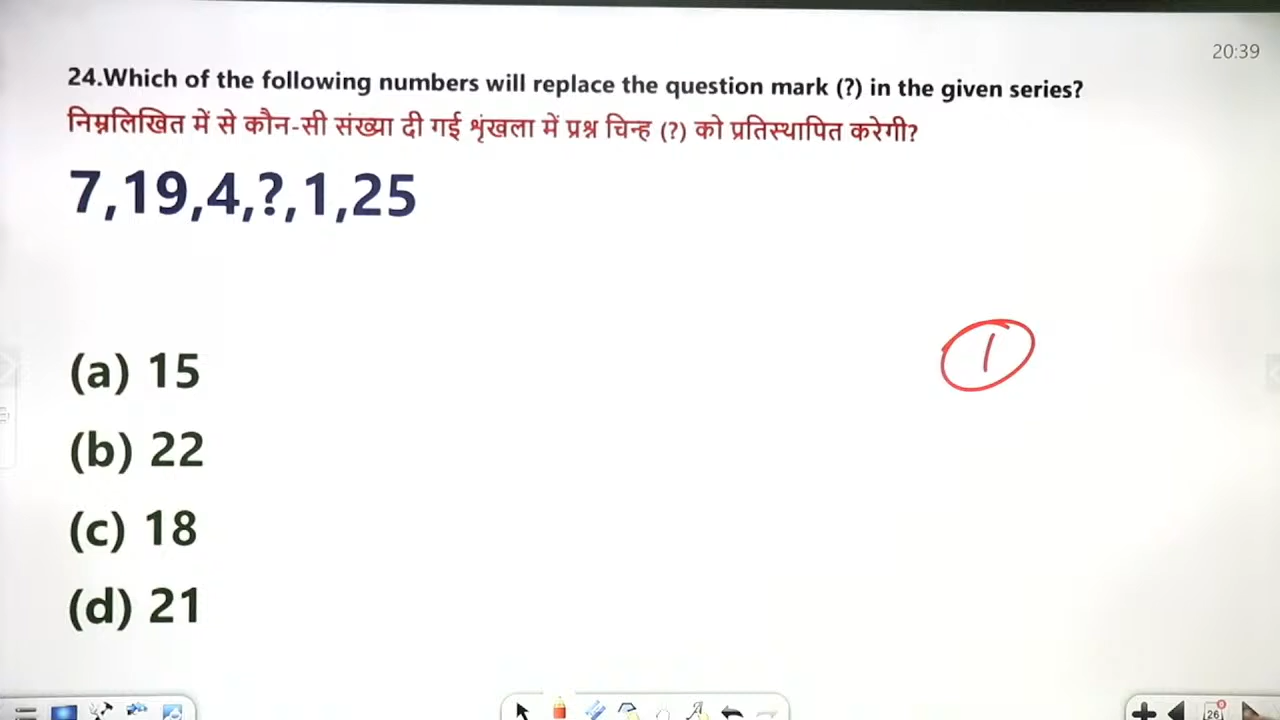 20:39
24.Which of the following numbers will replace the question mark (?) in the given series?
निम्नलिखित में से कौन-सी संख्या दी गई शृंखला में प्रश्न चिन्ह (?) को प्रतिस्थापित करेगी?
7,19,4,?,1,25
1
(a) 15
(b) 22
(c) 18
(d) 21
26